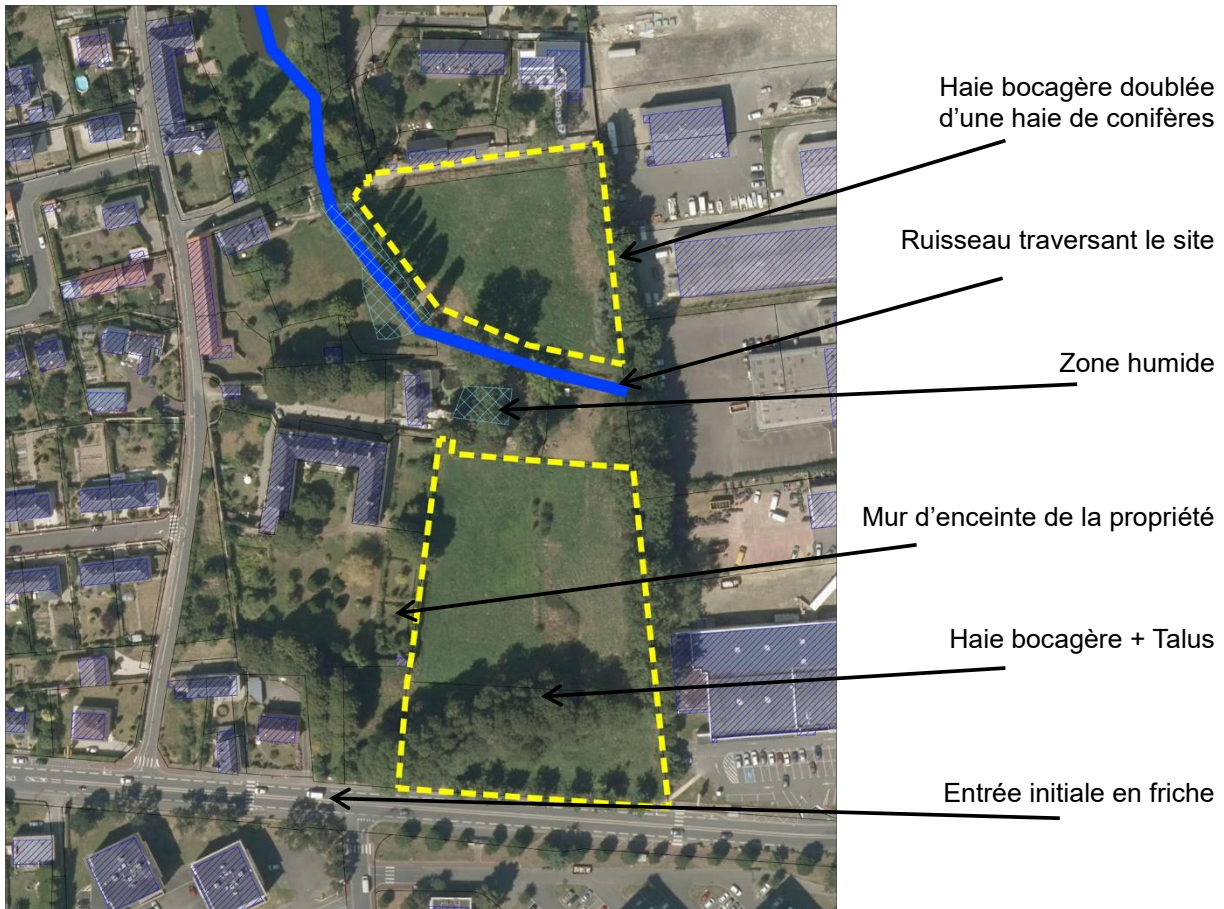 Haie bocagère doublée
d’une haie de conifères
Ruisseau traversant le site
Zone humide
Mur d’enceinte de la propriété
Haie bocagère + Talus
Entrée initiale en friche